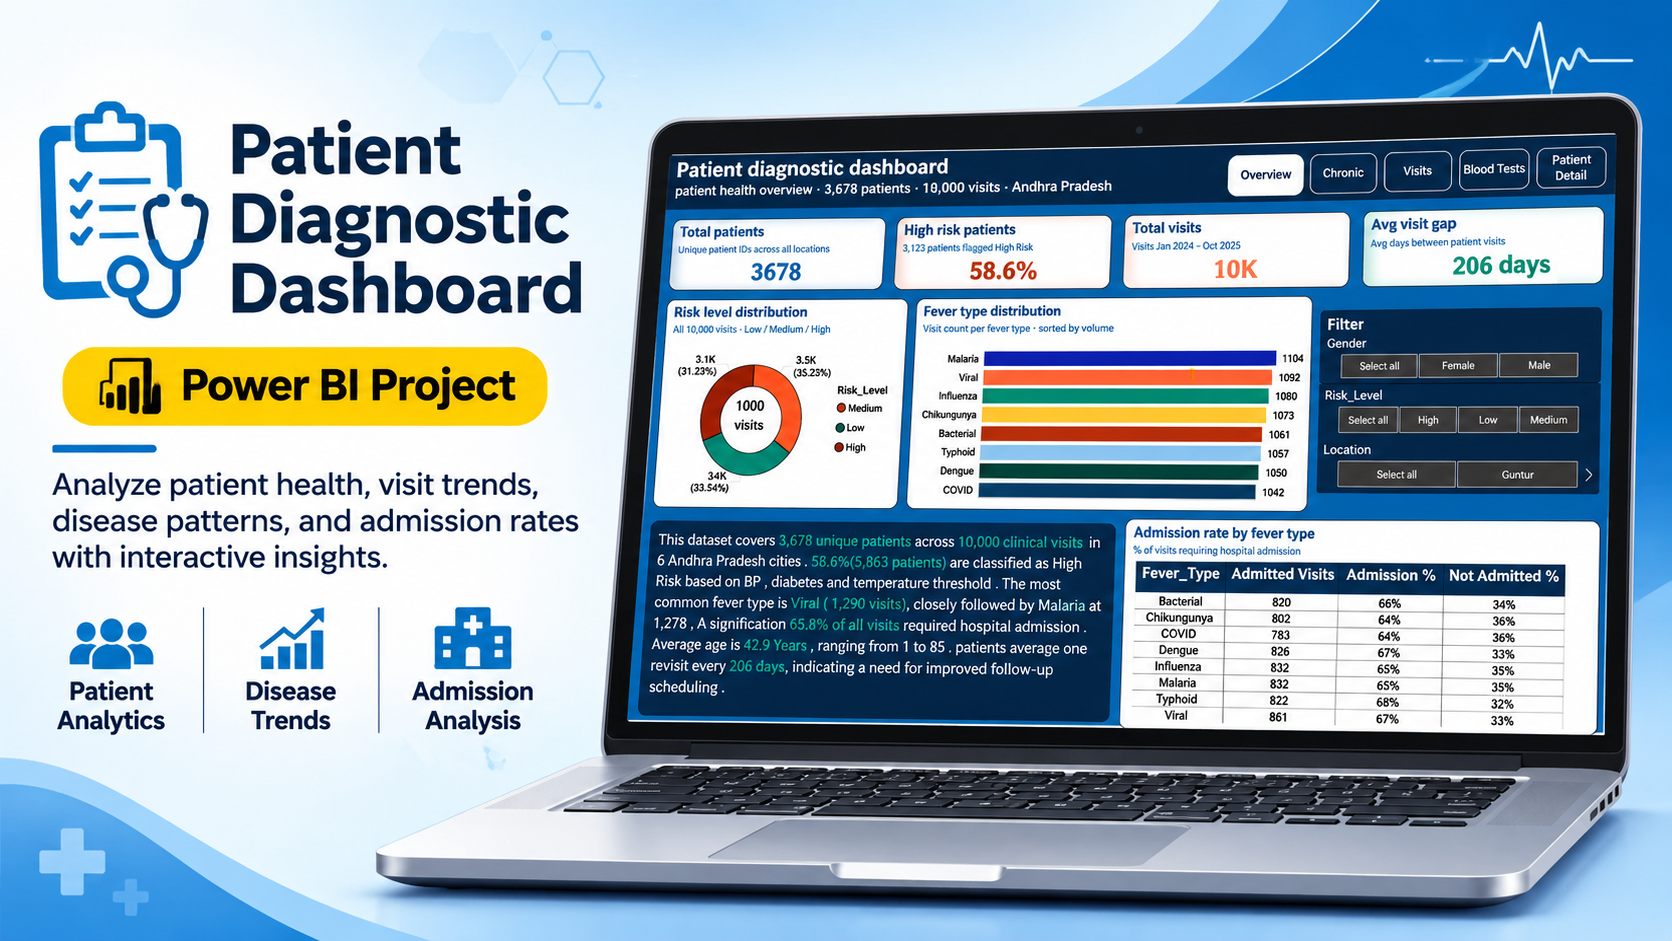 Patient
Diagnostic
Dashboard
Power BI Project
Analyze patient health, visit trends,
disease patterns, and admission rates
with interactive insights.
Patient
Analytics
Disease
Trends
Admission
Analysis
Patient diagnostic dashboard
patient health overview · 3,678 patients · 10,000 visits · Andhra Pradesh
Overview
Chronic
Visits
Blood Tests
Patient
Detail
Total patients
Unique patient IDs across all locations
3678
High risk patients
3,123 patients flagged High Risk
58.6%
Total visits
Visits Jan 2024 – Oct 2025
10K
Avg visit gap
Avg days between patient visits
206 days
Risk level distribution
All 10,000 visits · Low / Medium / High
3.1K
(31.23%)
3.5K
(35.23%)
1000
visits
34K
(33.54%)
Risk_Level
Medium
Low
High
Fever type distribution
Visit count per fever type · sorted by volume
Malaria 1104
Viral 1092
Influenza 1080
Chikungunya 1073
Bacterial 1061
Typhoid 1057
Dengue 1050
COVID 1042
Filter
Gender
Select all Female Male
Risk_Level
Select all High Low Medium
Location
Select all Guntur
This dataset covers 3,678 unique patients across 10,000 clinical visits in
6 Andhra Pradesh cities . 58.6%(5,863 patients) are classified as High
Risk based on BP , diabetes and temperature threshold . The most
common fever type is Viral ( 1,290 visits), closely followed by Malaria at
1,278 , A signification 65.8% of all visits required hospital admission .
Average age is 42.9 Years , ranging from 1 to 85 . patients average one
revisit every 206 days, indicating a need for improved follow-up
scheduling .
Admission rate by fever type
% of visits requiring hospital admission
Fever_Type Admitted Visits Admission % Not Admitted %
Bacterial 820 66% 34%
Chikungunya 802 64% 36%
COVID 783 64% 36%
Dengue 826 67% 33%
Influenza 832 65% 35%
Malaria 832 65% 35%
Typhoid 822 68% 32%
Viral 861 67% 33%